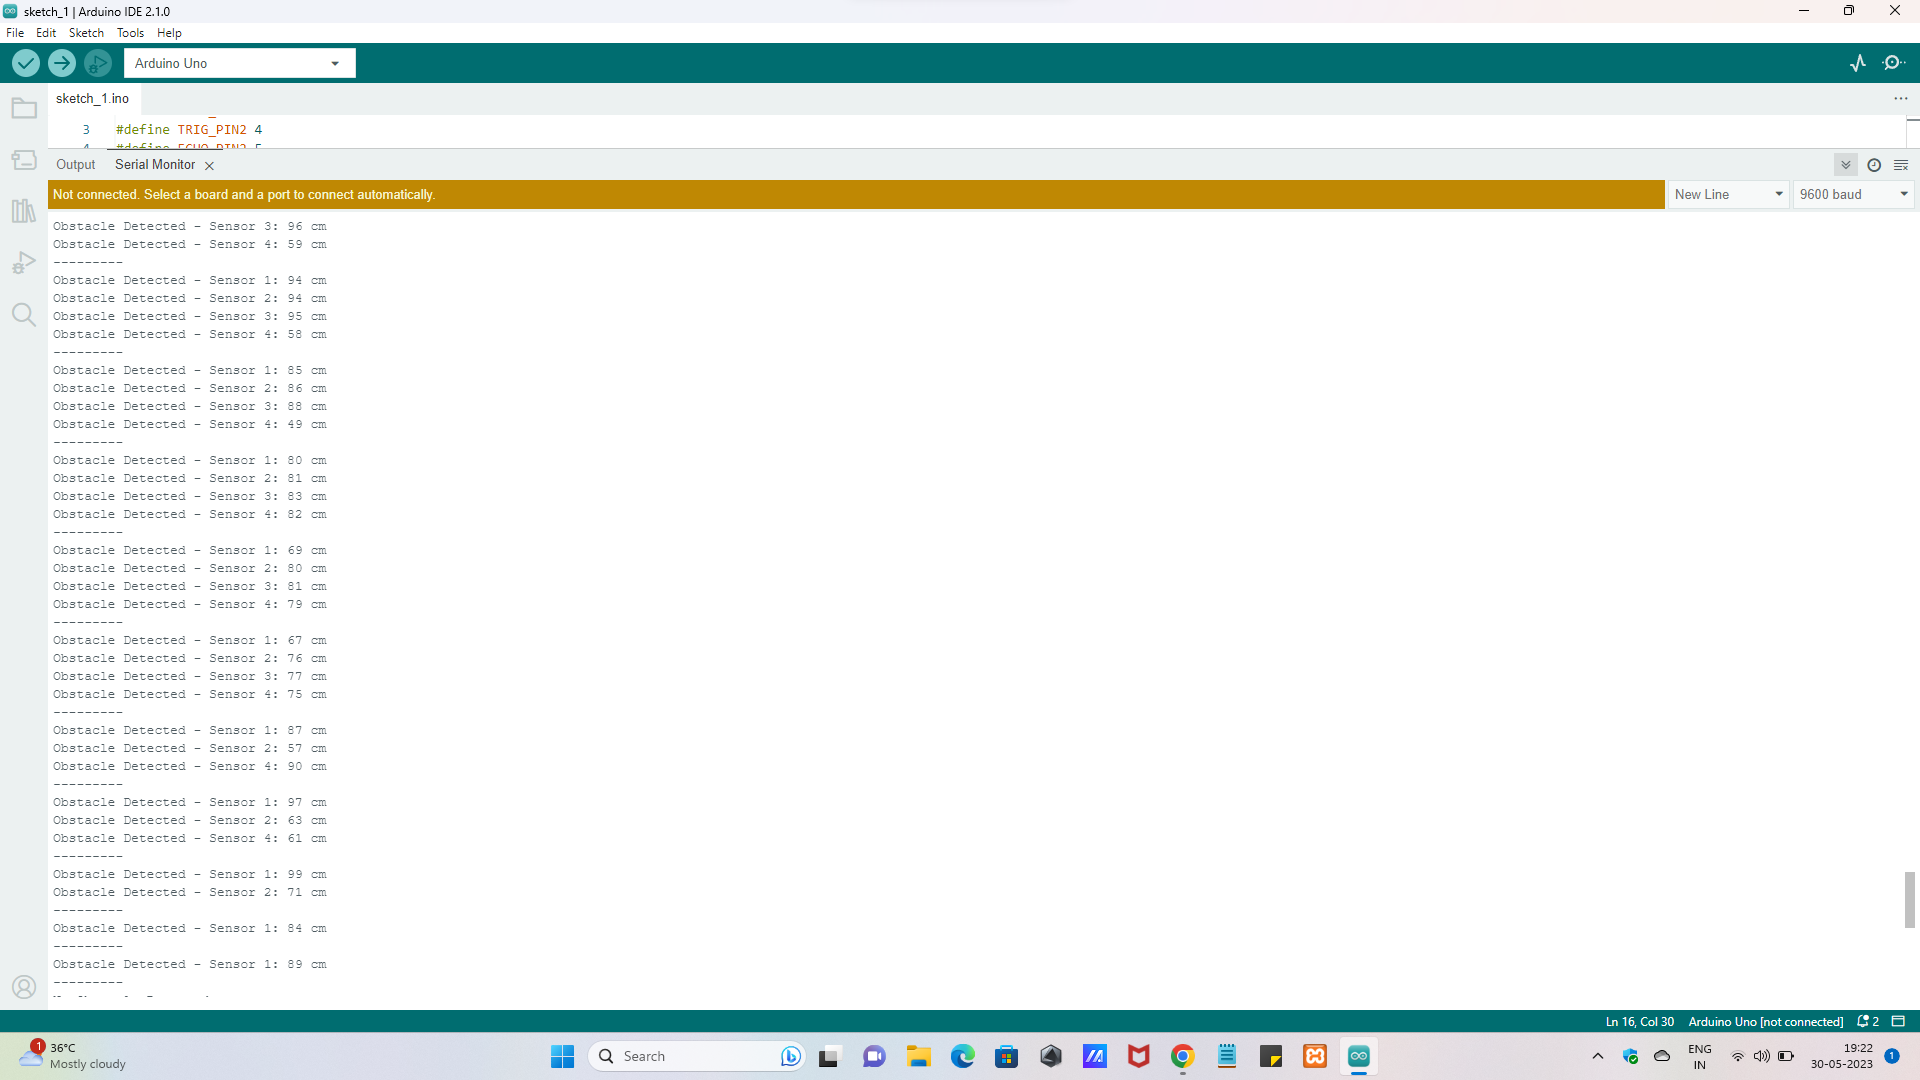 sketch_1 | Arduino IDE 2.1.0
File Edit Sketch Tools Help
Arduino Uno
sketch_1.ino
3 #define TRIG_PIN2 4
4 #define ECHO_PIN2 5
Output Serial Monitor
Not connected. Select a board and a port to connect automatically.
New Line
9600 baud
Obstacle Detected - Sensor 3: 96 cm
Obstacle Detected - Sensor 4: 59 cm
---------
Obstacle Detected - Sensor 1: 94 cm
Obstacle Detected - Sensor 2: 94 cm
Obstacle Detected - Sensor 3: 95 cm
Obstacle Detected - Sensor 4: 58 cm
---------
Obstacle Detected - Sensor 1: 85 cm
Obstacle Detected - Sensor 2: 86 cm
Obstacle Detected - Sensor 3: 88 cm
Obstacle Detected - Sensor 4: 49 cm
---------
Obstacle Detected - Sensor 1: 80 cm
Obstacle Detected - Sensor 2: 81 cm
Obstacle Detected - Sensor 3: 83 cm
Obstacle Detected - Sensor 4: 82 cm
---------
Obstacle Detected - Sensor 1: 69 cm
Obstacle Detected - Sensor 2: 80 cm
Obstacle Detected - Sensor 3: 81 cm
Obstacle Detected - Sensor 4: 79 cm
---------
Obstacle Detected - Sensor 1: 67 cm
Obstacle Detected - Sensor 2: 76 cm
Obstacle Detected - Sensor 3: 77 cm
Obstacle Detected - Sensor 4: 75 cm
---------
Obstacle Detected - Sensor 1: 87 cm
Obstacle Detected - Sensor 2: 57 cm
Obstacle Detected - Sensor 4: 90 cm
---------
Obstacle Detected - Sensor 1: 97 cm
Obstacle Detected - Sensor 2: 63 cm
Obstacle Detected - Sensor 4: 61 cm
---------
Obstacle Detected - Sensor 1: 99 cm
Obstacle Detected - Sensor 2: 71 cm
---------
Obstacle Detected - Sensor 1: 84 cm
---------
Obstacle Detected - Sensor 1: 89 cm
---------
Ln 16, Col 30 Arduino Uno [not connected] 2
1
36°C
Mostly cloudy
Search
ENG
IN
19:22
30-05-2023
1